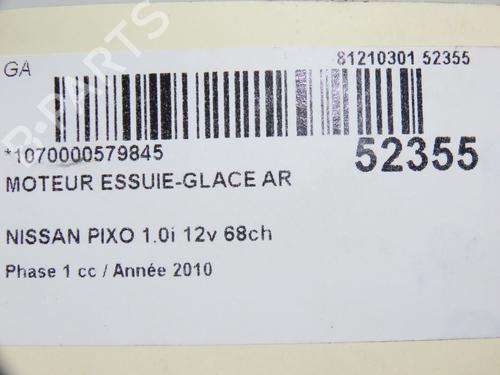 GA
81210301 52355
*1070000579845
52355
MOTEUR ESSUIE-GLACE AR
NISSAN PIXO 1.0i 12v 68ch
Phase 1 cc / Année 2010